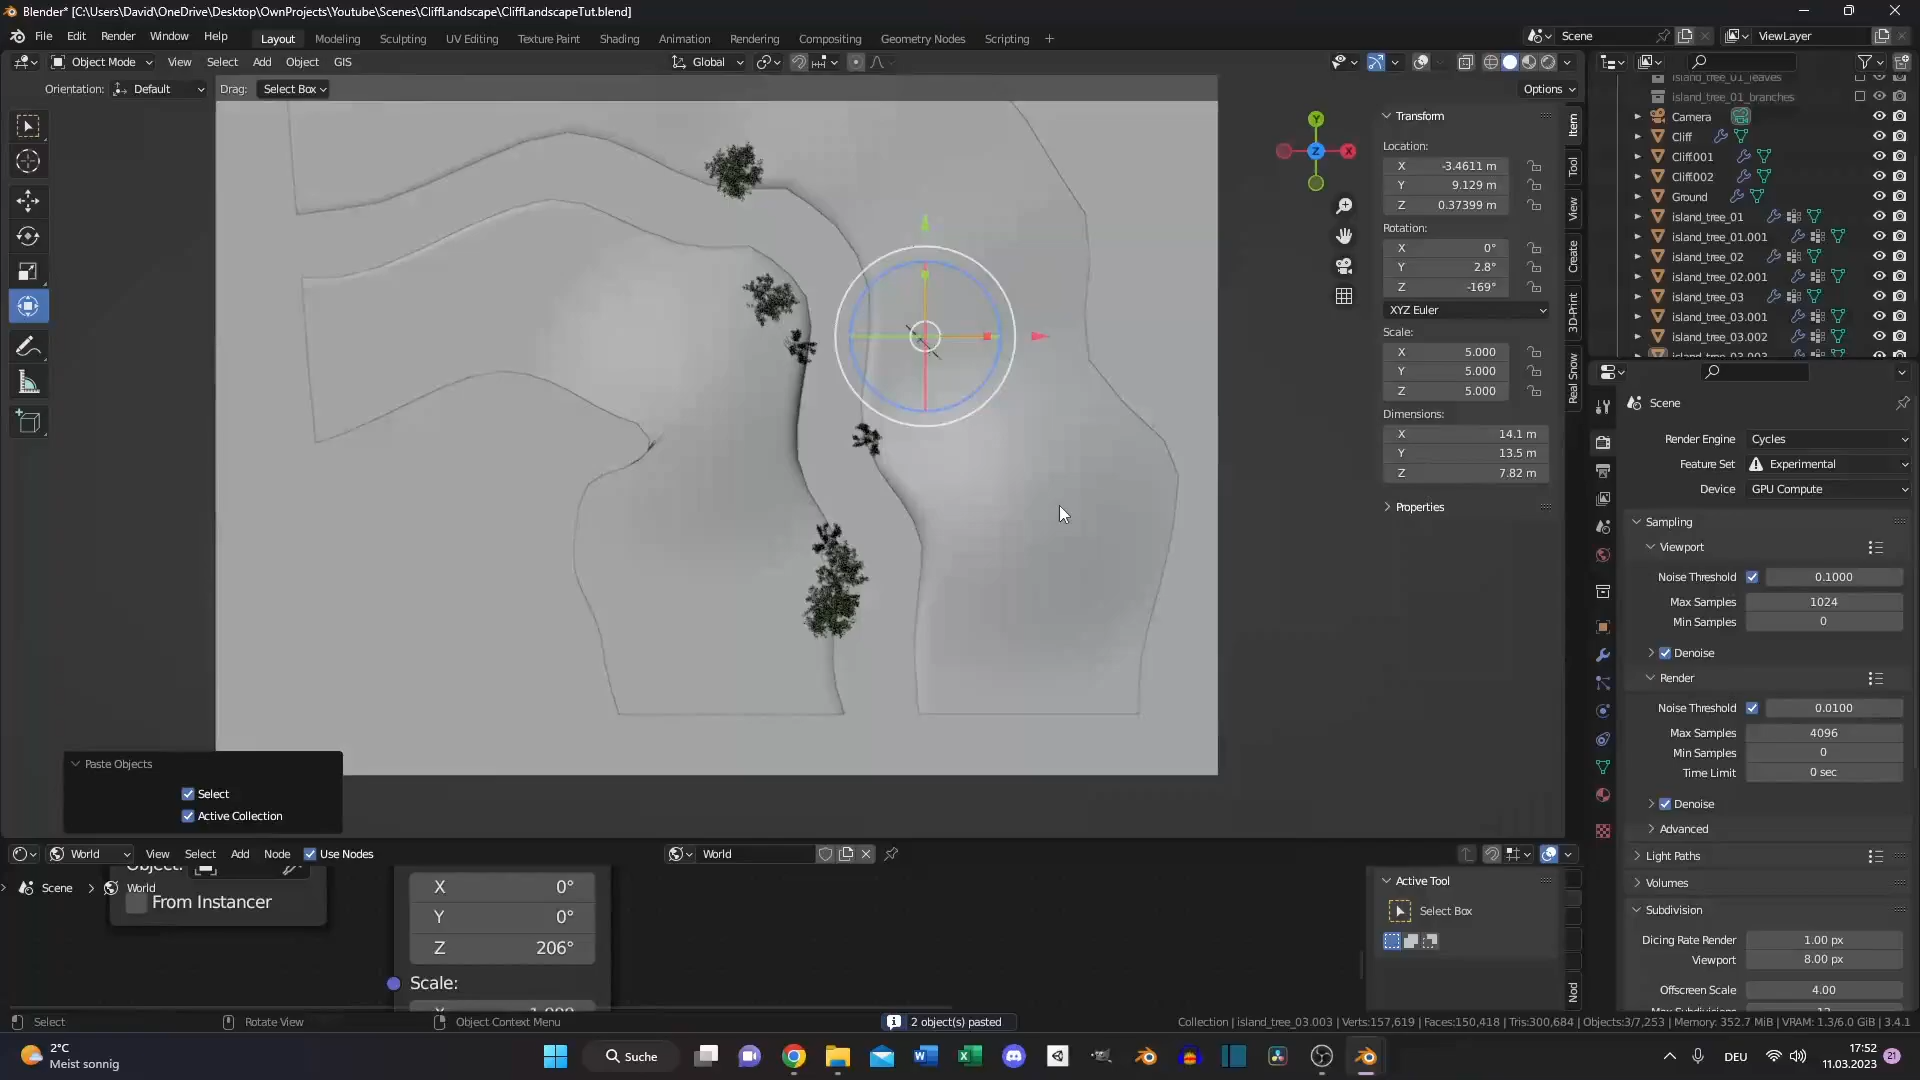 Blender* [C:\Users\David\OneDrive\Desktop\OwnProjects\Youtube\Scenes\CliffLandscape\CliffLandscapeTut.blend]
File Edit Render Window Help Layout Modeling Sculpting UV Editing Texture Paint Shading Animation Rendering Compositing Geometry Nodes Scripting + Scene ViewLayer
Object Mode View Select Add Object GIS Global
Orientation: Default Drag: Select Box Options
island_tree_01_leaves
island_tree_01_branches
Camera
Cliff
Cliff.001
Cliff.002
Ground
island_tree_01
island_tree_01.001
island_tree_02
island_tree_02.001
island_tree_03
island_tree_03.001
island_tree_03.002
island_tree_03.003
Y
X
Z
Transform
Location:
X -3.4611 m
Y 9.129 m
Z 0.37399 m
Rotation:
X 0°
Y 2.8°
Z -169°
XYZ Euler
Scale:
X 5.000
Y 5.000
Z 5.000
Dimensions:
X 14.1 m
Y 13.5 m
Z 7.82 m
Properties
Item
Tool
View
Create
3D-Print
Real Snow
Scene
Render Engine Cycles
Feature Set Experimental
Device GPU Compute
Sampling
Viewport
Noise Threshold 0.1000
Max Samples 1024
Min Samples 0
Denoise
Render
Noise Threshold 0.0100
Max Samples 4096
Min Samples 0
Time Limit 0 sec
Denoise
Advanced
Light Paths
Volumes
Subdivision
Dicing Rate Render 1.00 px
Viewport 8.00 px
Offscreen Scale 4.00
Paste Objects
Select
Active Collection
World View Select Add Node Use Nodes World
Object:
Scene > World
From Instancer
X 0°
Y 0°
Z 206°
Scale:
X 1.000
Active Tool
Select Box
Nod
Select Rotate View Object Context Menu 2 object(s) pasted Collection | island_tree_03.003 | Verts:157,619 | Faces:150,418 | Tris:300,684 | Objects:3/7,253 | Memory: 352.7 MiB | VRAM: 1.3/6.0 GiB | 3.4.1
2°C
Meist sonnig
Suche
DEU
17:52
11.03.2023
21